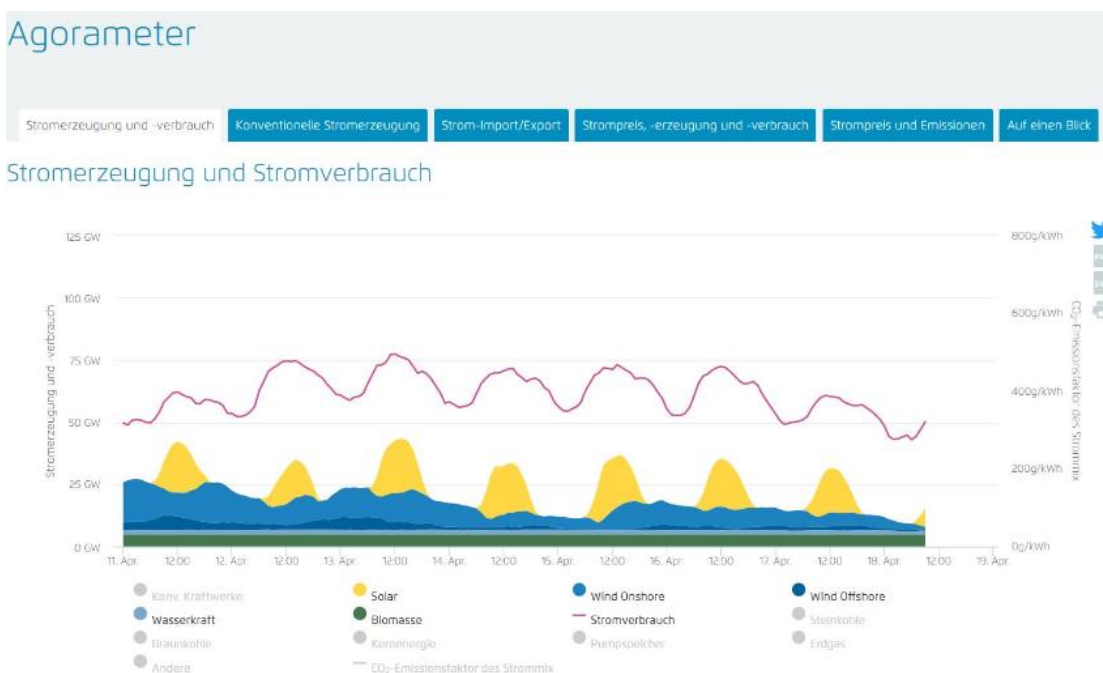 Agorameter
Stromerzeugung und -verbrauch
Konventionelle Stromerzeugung
Strom-Import/Export
Strompreis, -erzeugung und -verbrauch
Strompreis und Emissionen
Auf einen Blick
Stromerzeugung und Stromverbrauch
125 GW
100 GW
75 GW
50 GW
25 GW
0 GW
Stromerzeugung und -verbrauch
800g/kWh
600g/kWh
400g/kWh
200g/kWh
0g/kWh
CO₂-Emissionsfaktor des Strommix
11. Apr. 12:00 12. Apr. 12:00 13. Apr. 12:00 14. Apr. 12:00 15. Apr. 12:00 16. Apr. 12:00 17. Apr. 12:00 18. Apr. 12:00 19. Apr.
Konv. Kraftwerke Solar Wind Onshore Wind Offshore
Wasserkraft Biomasse Stromverbrauch Steinkohle
Braunkohle Kernenergie Pumpspeicher Erdgas
Andere CO₂-Emissionsfaktor des Strommix